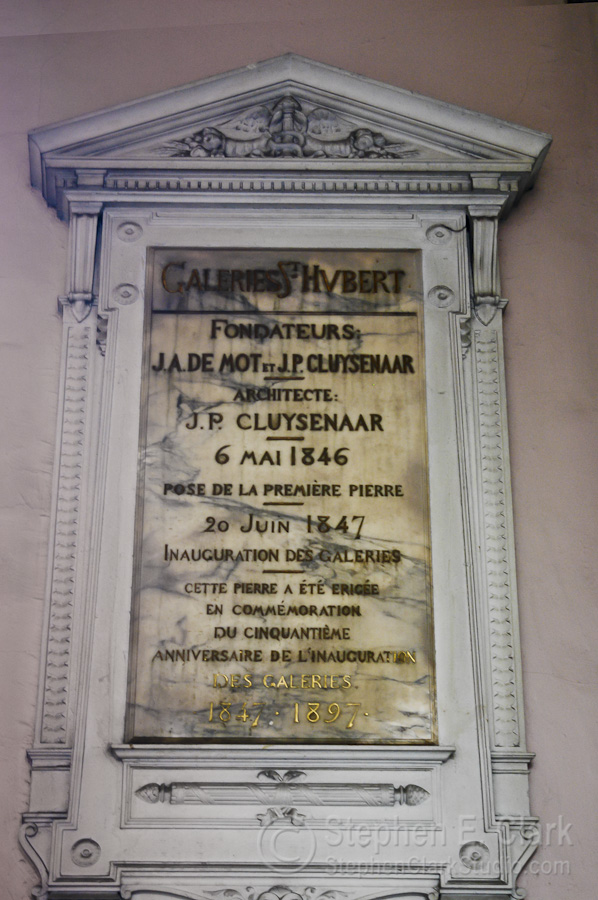 GALERIES ST HVBERT
FONDATEURS:
J.A. DE MOT ET J.P. CLUYSENAAR
ARCHITECTE:
J.P. CLUYSENAAR
6 MAI 1846
POSE DE LA PREMIÈRE PIERRE
20 JUIN 1847
INAUGURATION DES GALERIES
CETTE PIERRE A ÉTÉ ERIGÉE
EN COMMÉMORATION
DU CINQUANTIÈME
ANNIVERSAIRE DE L'INAUGURATION
DES GALERIES.
1847 · 1897 ·
© Stephen E. Clark
StephenClarkStudio.com